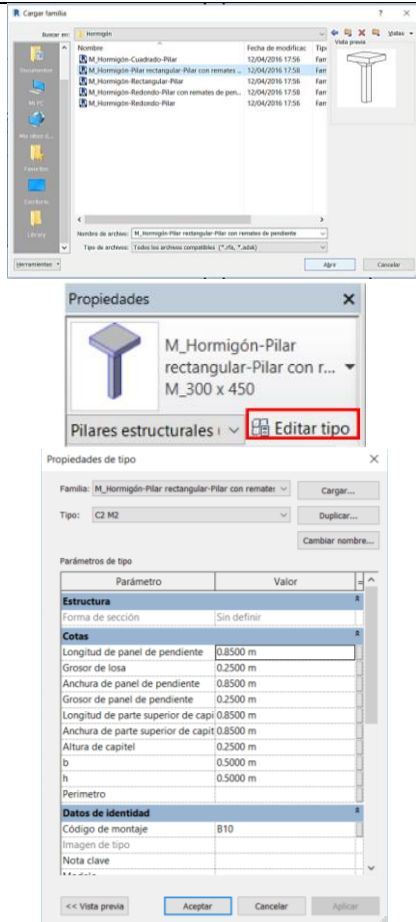 Cargar familia
Buscar en: Hormigón
Vistas
Nombre Fecha de modificac Tip
Vista previa
M_Hormigón-Cuadrado-Pilar 12/04/2016 17:56 Fam
M_Hormigón-Pilar rectangular-Pilar con remates ... 12/04/2016 17:58 Fam
M_Hormigón-Rectangular-Pilar 12/04/2016 17:56 Fam
M_Hormigón-Redondo-Pilar con remates de pen... 12/04/2016 17:58 Fam
M_Hormigón-Redondo-Pilar 12/04/2016 17:56 Fam
Documentos
Mi PC
Mis sitios d...
Favoritos
Escritorio
Library
Nombre de archivo: M_Hormigón-Pilar rectangular-Pilar con remates de pendiente
Tipo de archivos: Todos los archivos compatibles (*.rfa, *.adsk)
Herramientas
Abrir Cancelar
Propiedades
M_Hormigón-Pilar
rectangular-Pilar con r...
M_300 x 450
Pilares estructurales ( Editar tipo
Propiedades de tipo
Familia: M_Hormigón-Pilar rectangular-Pilar con remates Cargar...
Tipo: C2 M2 Duplicar...
Cambiar nombre...
Parámetros de tipo
Parámetro Valor =
Estructura
Forma de sección Sin definir
Cotas
Longitud de panel de pendiente 0.8500 m
Grosor de losa 0.2500 m
Anchura de panel de pendiente 0.8500 m
Grosor de panel de pendiente 0.2500 m
Longitud de parte superior de capi 0.8500 m
Anchura de parte superior de capit 0.8500 m
Altura de capitel 0.2500 m
b 0.5000 m
h 0.5000 m
Perimetro
Datos de identidad
Código de montaje B10
Imagen de tipo
Nota clave
<< Vista previa Aceptar Cancelar Aplicar